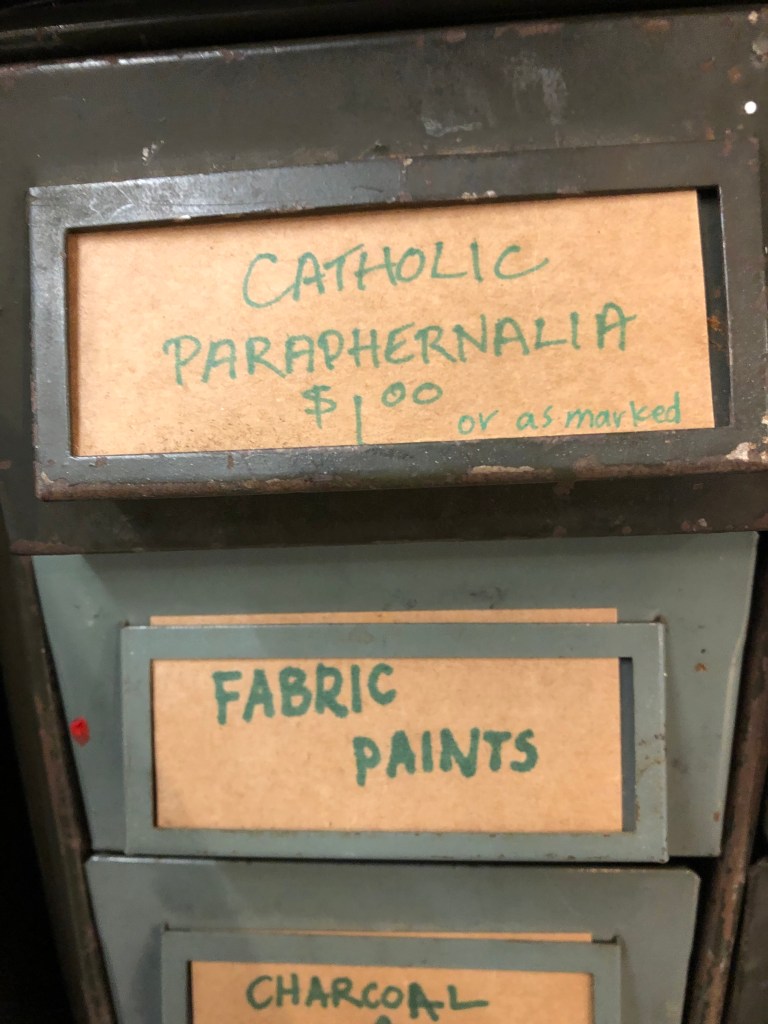 CATHOLIC
PARAPHERNALIA
$1.00 or as marked
FABRIC
PAINTS
CHARCOAL